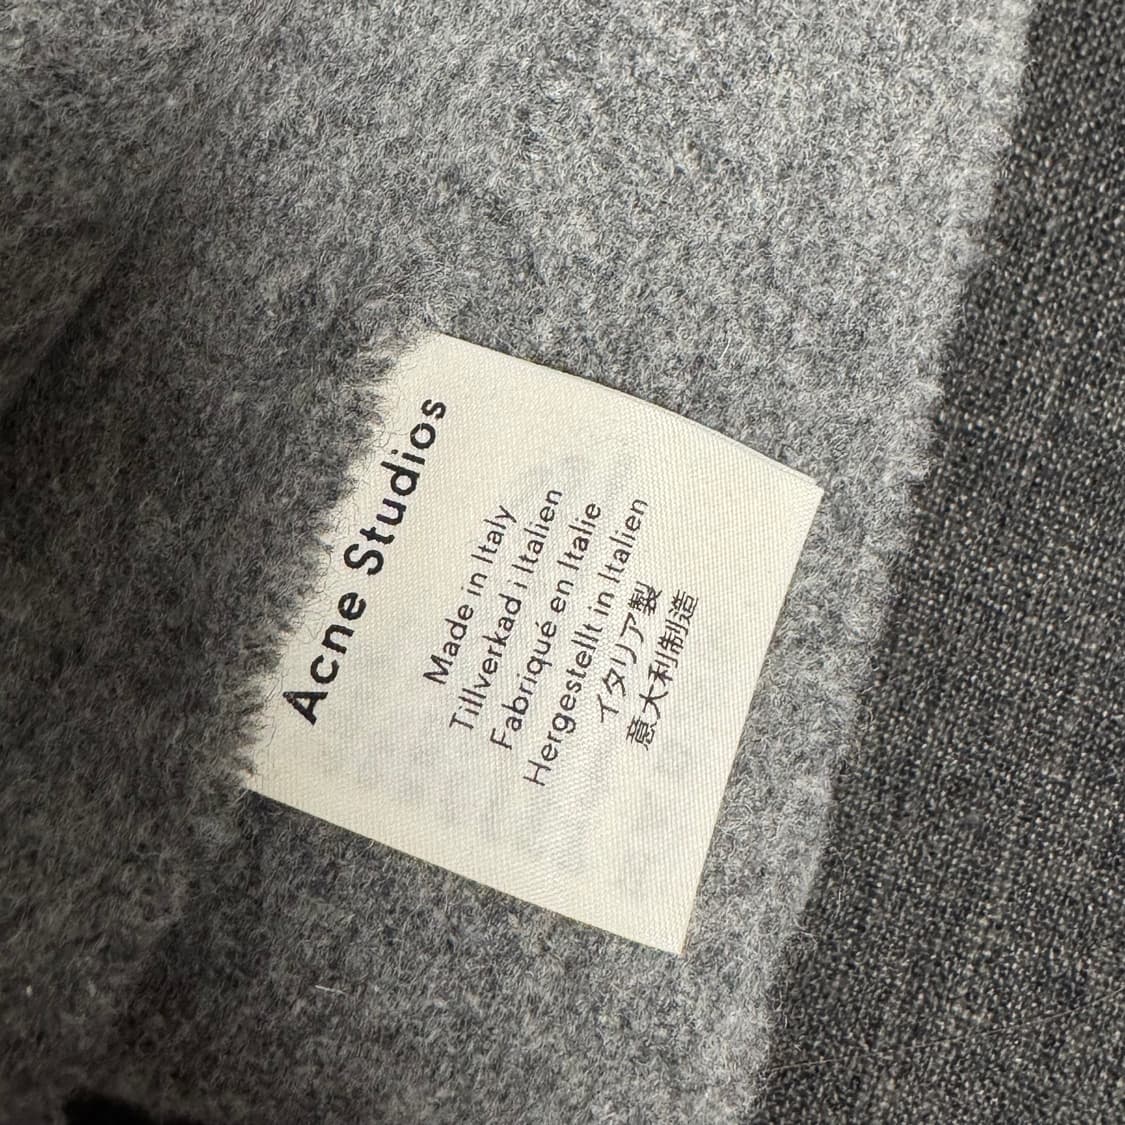 Acne Studios
Made in Italy
Tillverkad i Italien
Fabriqué en Italie
Hergestellt in Italien
イタリア製
意大利制造